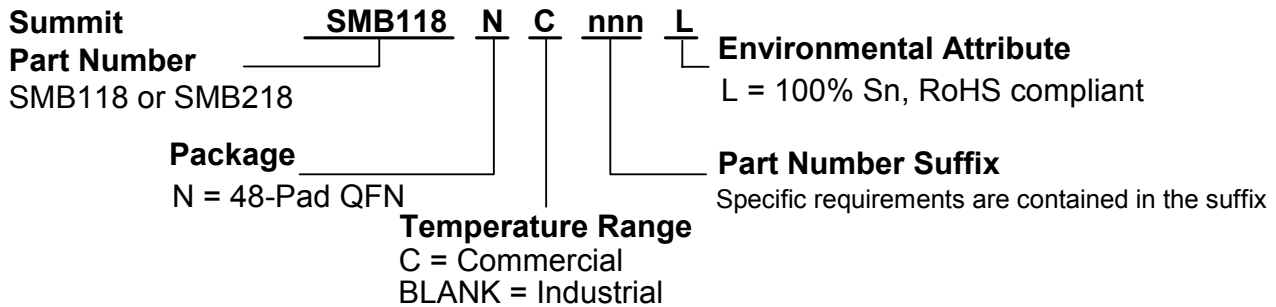 Summit
Part Number
SMB118 or SMB218
SMB118 N C nnn L
Environmental Attribute
L = 100% Sn, RoHS compliant
Package
N = 48-Pad QFN
Part Number Suffix
Specific requirements are contained in the suffix
Temperature Range
C = Commercial
BLANK = Industrial